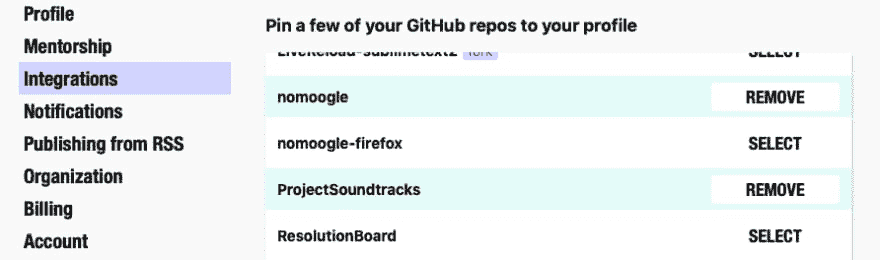 Profile
Mentorship
Integrations
Notifications
Publishing from RSS
Organization
Billing
Account
Pin a few of your GitHub repos to your profile
LiveReload-sublimetext2 fork SELECT
nomoogle REMOVE
nomoogle-firefox SELECT
ProjectSoundtracks REMOVE
ResolutionBoard SELECT